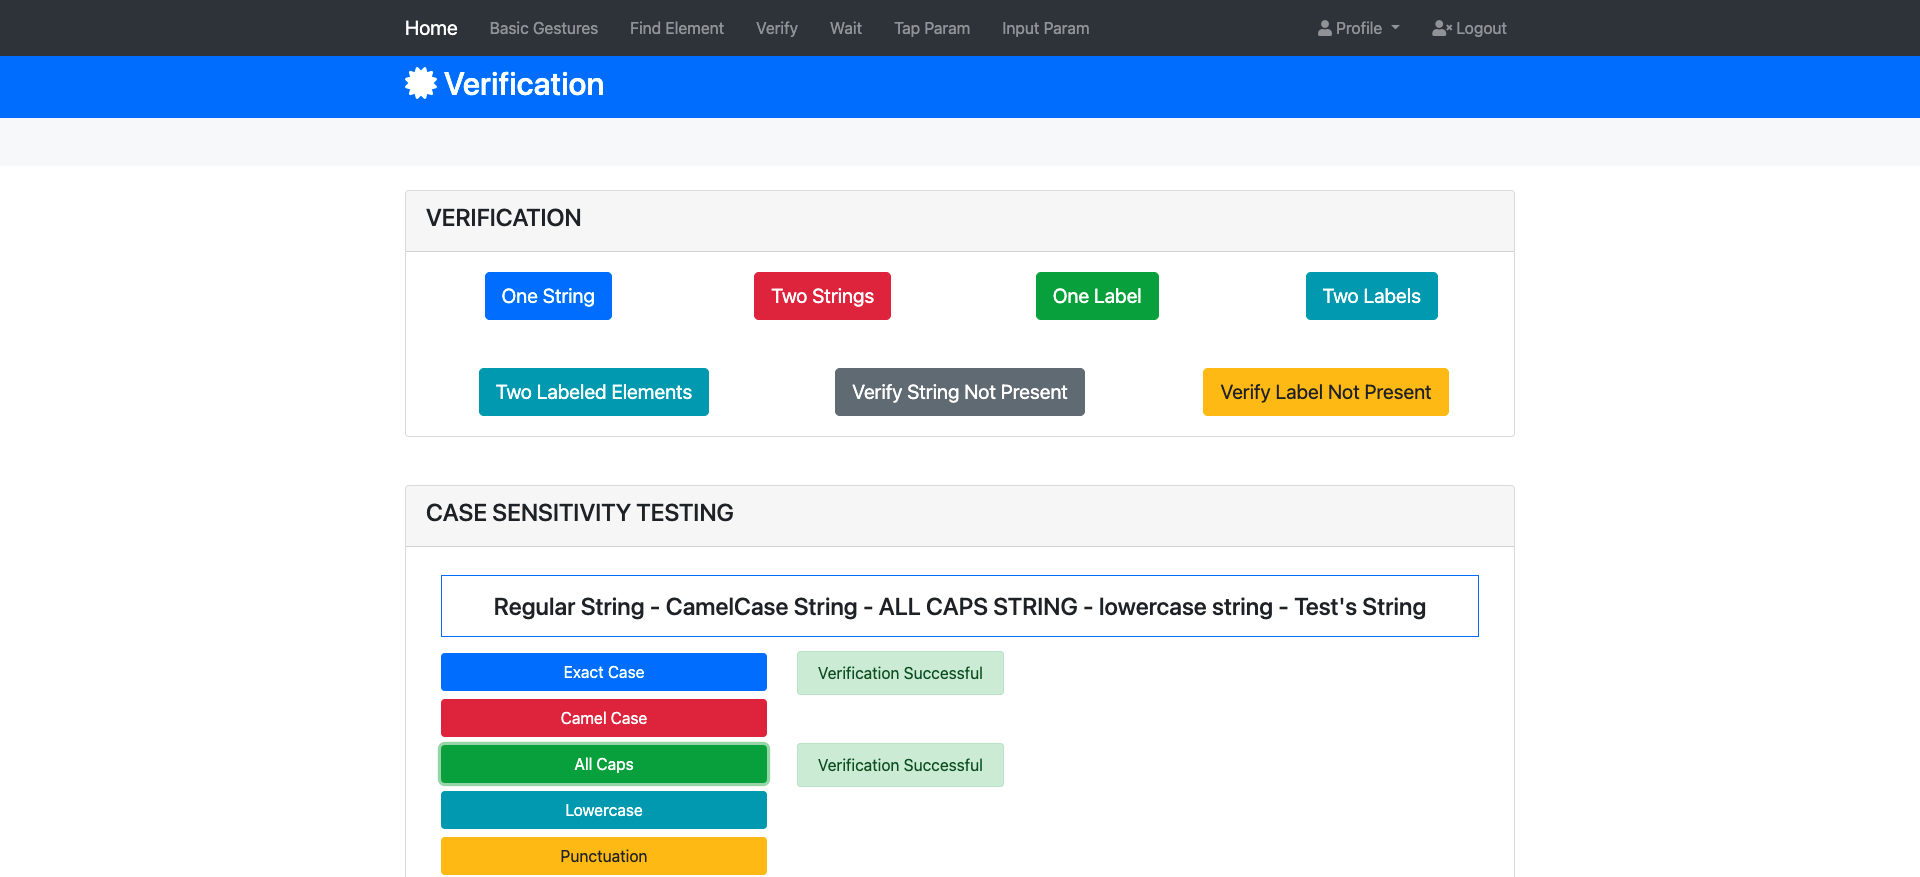 Home Basic Gestures Find Element Verify Wait Tap Param Input Param Profile Logout
Verification
VERIFICATION
One String Two Strings One Label Two Labels
Two Labeled Elements Verify String Not Present Verify Label Not Present
CASE SENSITIVITY TESTING
Regular String - CamelCase String - ALL CAPS STRING - lowercase string - Test's String
Exact Case Verification Successful
Camel Case
All Caps Verification Successful
Lowercase
Punctuation